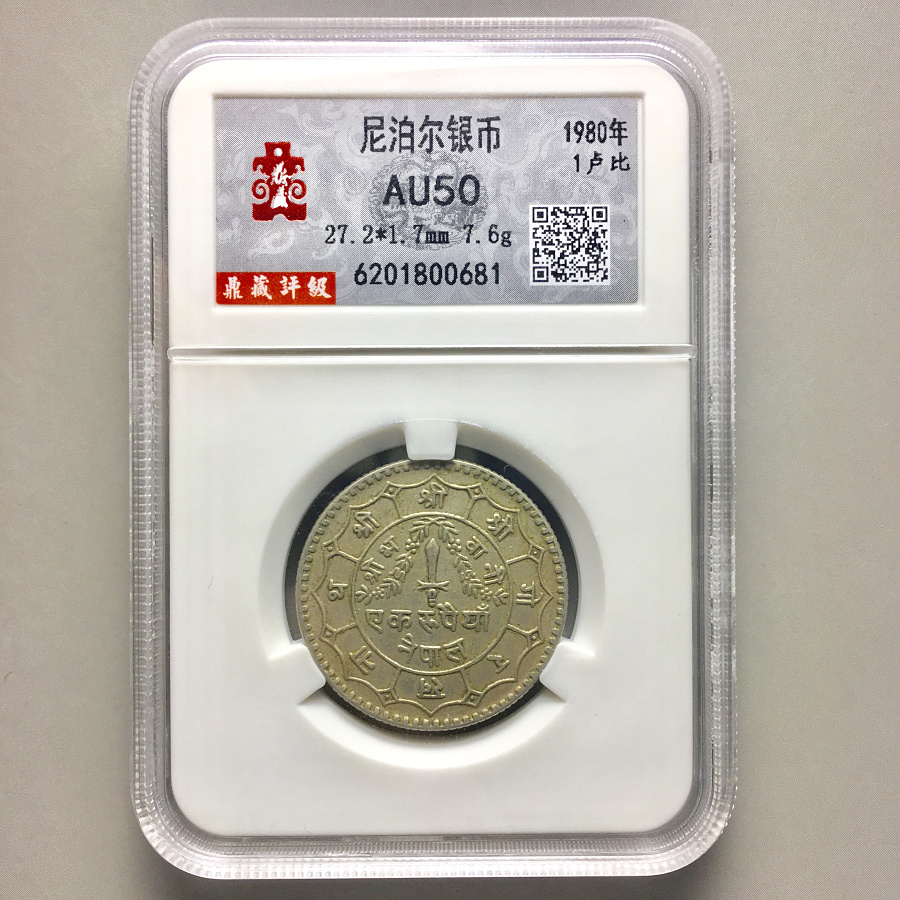 尼泊尔银币
1980年
1卢比
AU50
27.2*1.7mm 7.6g
6201800681
鼎藏評級
श्री
श्री
श्री
श्री भ
वा नी
गो
ना
एक रूपैयाँ
नेपाल